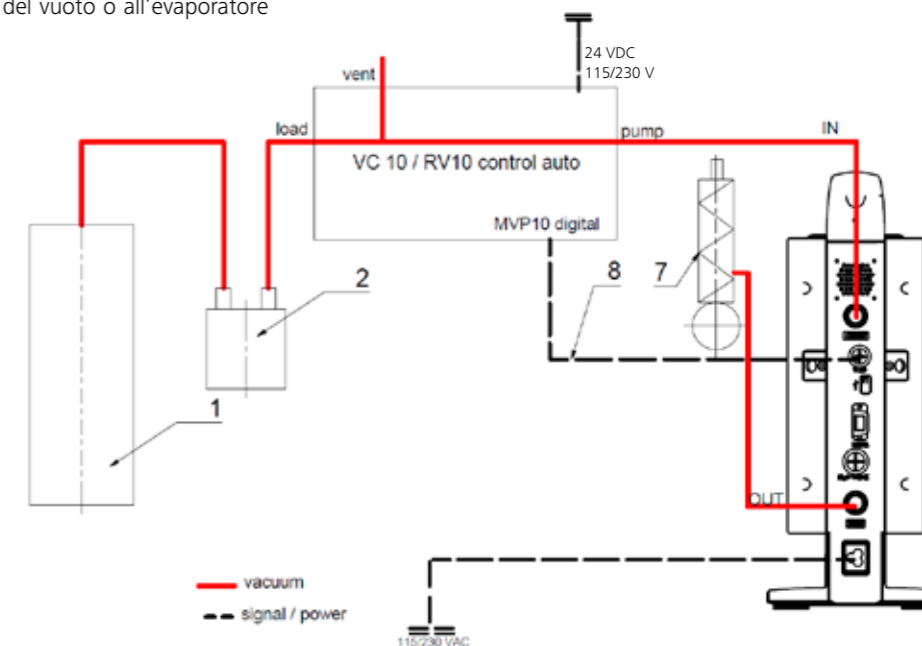 del vuoto o all'evaporatore
24 VDC
115/230 V
vent
load
pump
IN
VC 10 / RV10 control auto
MVP10 digital
2
8
7
1
OUT
vacuum
signal / power
115/230 VAC